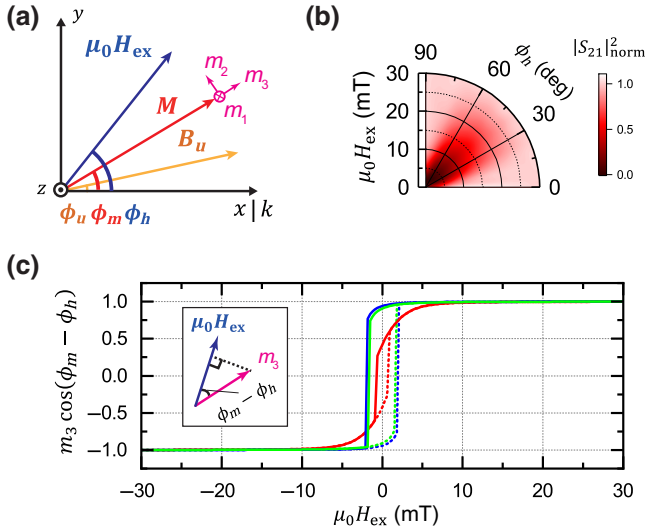 (a)
y
μ₀Hₑₓ
m₂
m₃
m₁
M
Bᵤ
z
x | k
ϕᵤ ϕₘ ϕₕ
(b)
90
60
30
0
ϕₕ (deg)
30
20
10
0
μ₀Hₑₓ (mT)
|S₂₁|²norm
1.0
0.5
0.0
(c)
m₃ cos(ϕₘ − ϕₕ)
1.0
0.5
0.0
−0.5
−1.0
μ₀Hₑₓ
m₃
ϕₘ − ϕₕ
−30 −20 −10 0 10 20 30
μ₀Hₑₓ (mT)